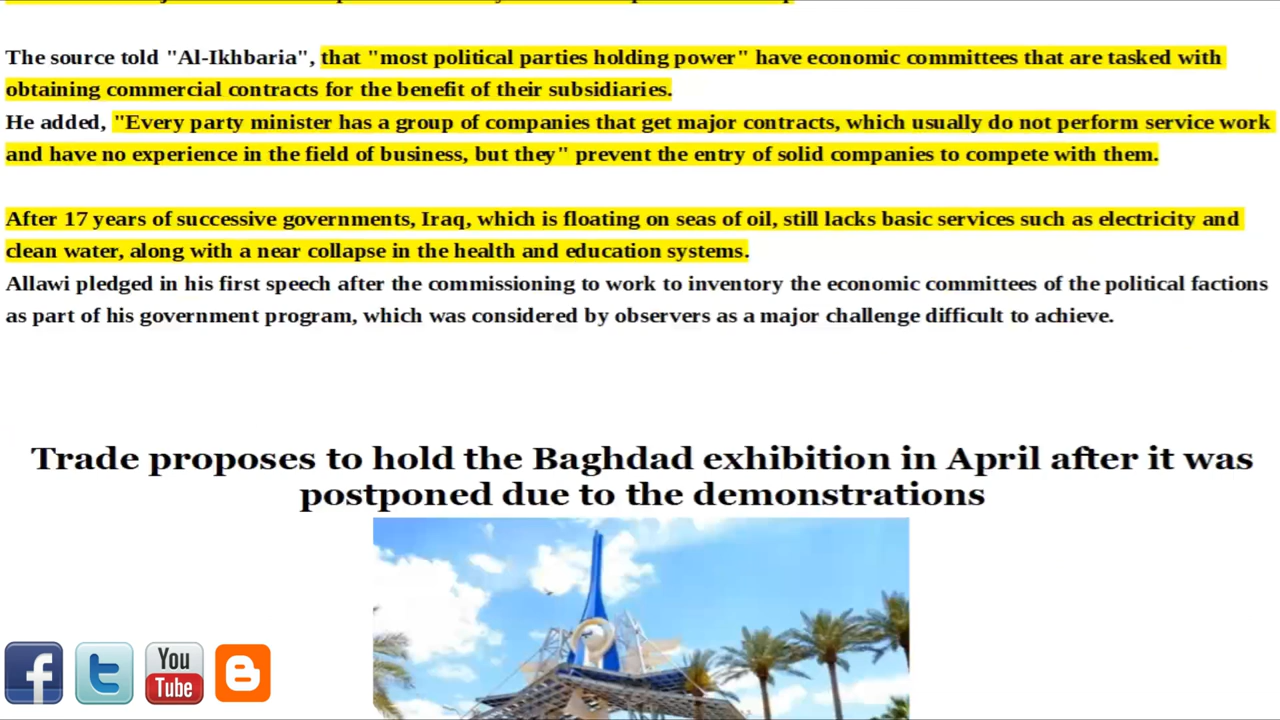 The source told "Al-Ikhbaria", that "most political parties holding power" have economic committees that are tasked with
obtaining commercial contracts for the benefit of their subsidiaries.
He added, "Every party minister has a group of companies that get major contracts, which usually do not perform service work
and have no experience in the field of business, but they" prevent the entry of solid companies to compete with them.
After 17 years of successive governments, Iraq, which is floating on seas of oil, still lacks basic services such as electricity and
clean water, along with a near collapse in the health and education systems.
Allawi pledged in his first speech after the commissioning to work to inventory the economic committees of the political factions
as part of his government program, which was considered by observers as a major challenge difficult to achieve.
Trade proposes to hold the Baghdad exhibition in April after it was
postponed due to the demonstrations
You
Tube